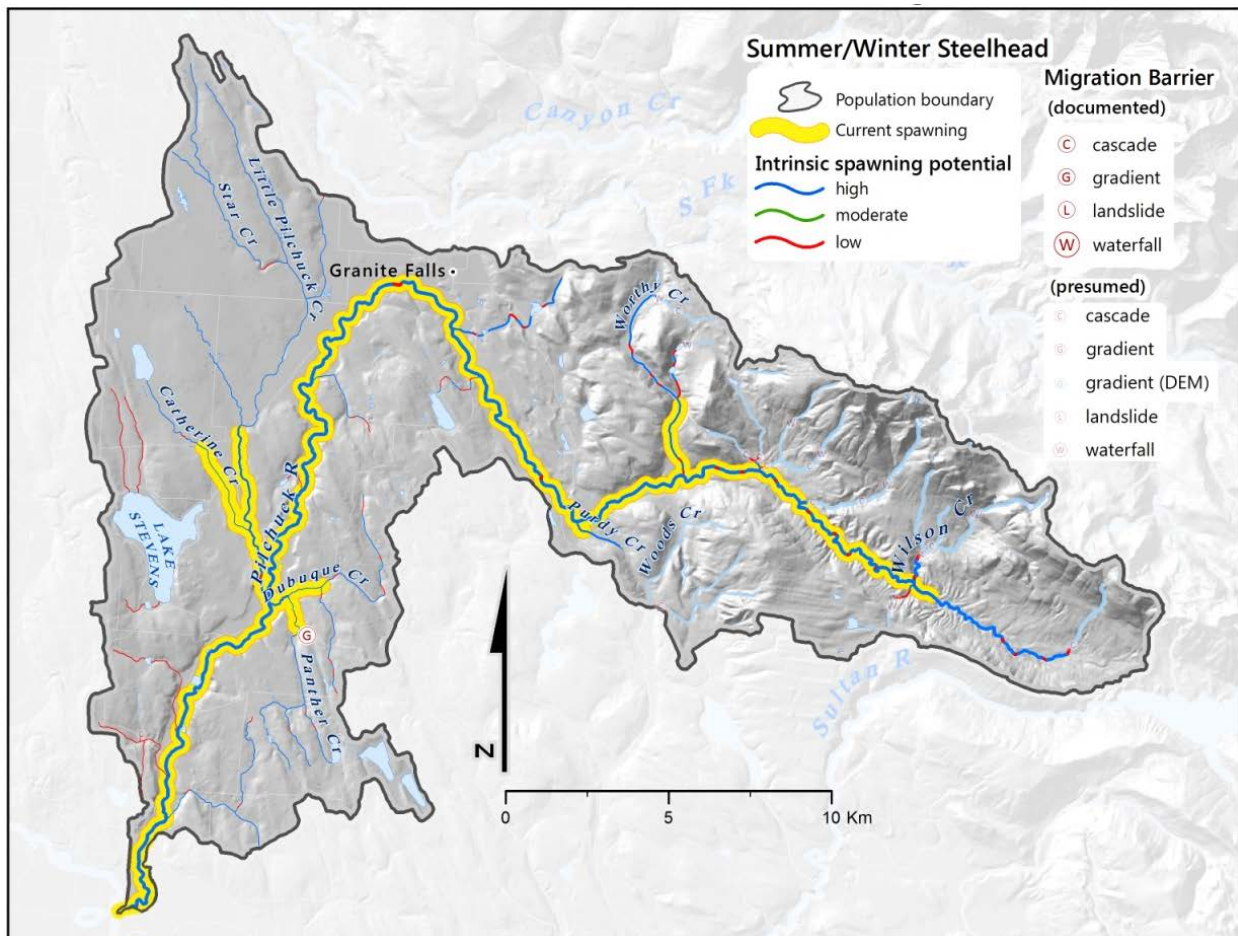 Summer/Winter Steelhead
Population boundary
Current spawning
Intrinsic spawning potential
high
moderate
low
Migration Barrier
(documented)
C cascade
G gradient
L landslide
W waterfall
(presumed)
C cascade
G gradient
gradient (DEM)
L landslide
W waterfall
Canyon Cr
S Fk
Little Pilchuck Cr
Star Cr
Granite Falls
Worthy Cr
Catherine Cr
Pilchuck R
LAKE
STEVENS
Purdy Cr
Woods Cr
Wilson Cr
Dubuque Cr
G
Panther Cr
Sultan R
N
0 5 10 Km